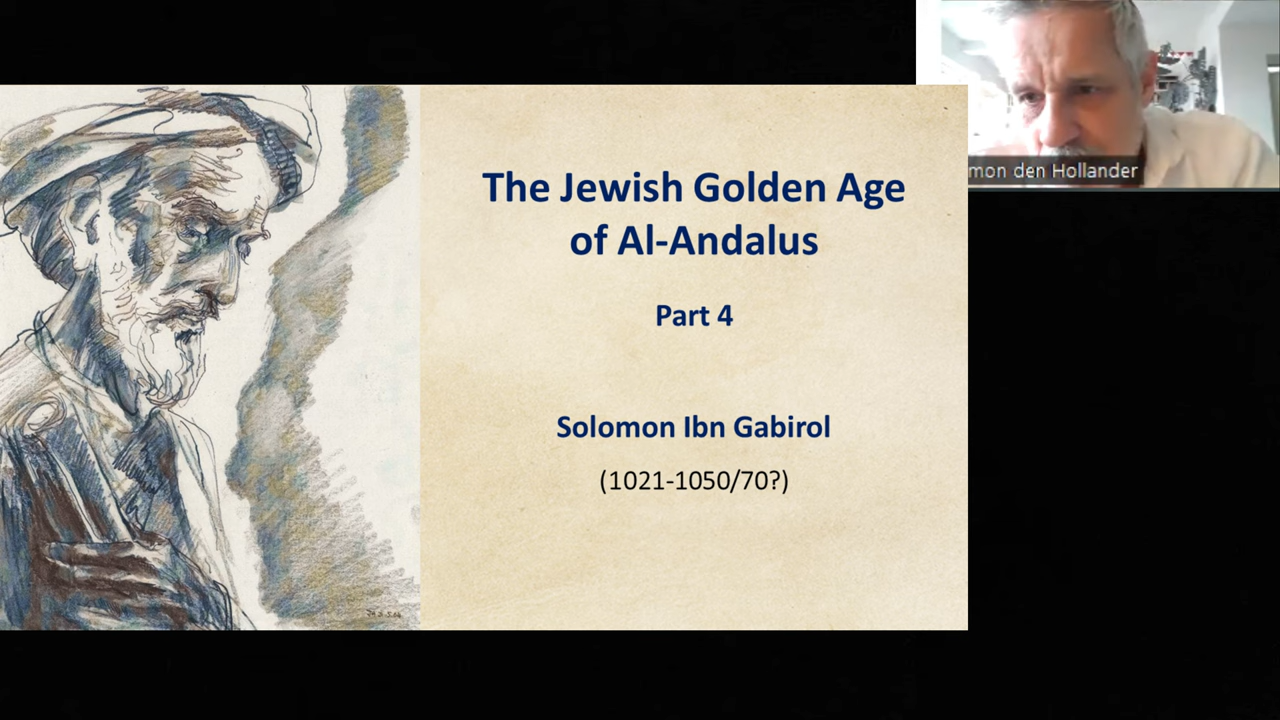 The Jewish Golden Age
of Al-Andalus
Part 4
Solomon Ibn Gabirol
(1021-1050/70?)
mon den Hollander